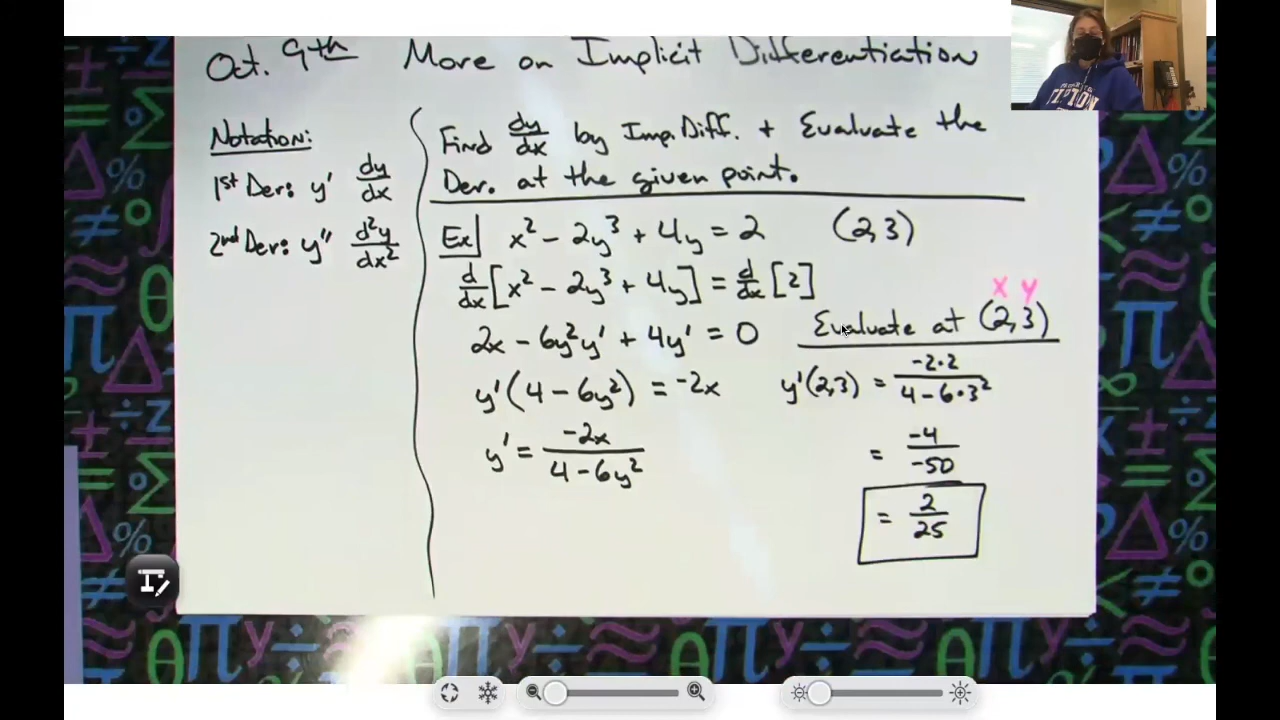 Oct. 9th More on Implicit Differentiation
Notation:
1st Der: y' dy/dx
2nd Der: y'' d²y/dx²
Find dy/dx by Imp. Diff. + Evaluate the
Der. at the given point.
Ex| x² - 2y³ + 4y = 2 (2,3)
d/dx [x² - 2y³ + 4y] = d/dx [2]
2x - 6y²y' + 4y' = 0
y'(4 - 6y²) = -2x
y' = -2x / (4 - 6y²)
x y
Evaluate at (2,3)
y'(2,3) = -2·2 / (4 - 6·3²)
= -4 / -50
= 2 / 25